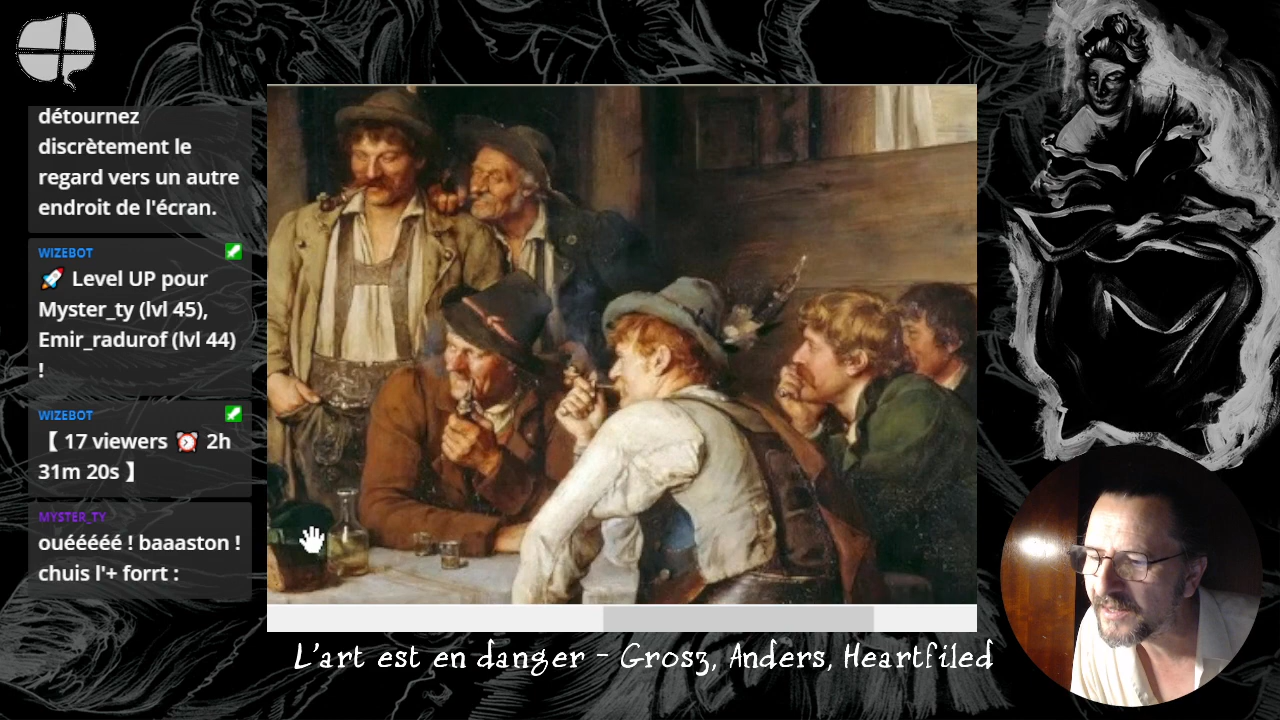 détournez
discrètement le
regard vers un autre
endroit de l'écran.
WIZEBOT
🚀 Level UP pour
Myster_ty (lvl 45),
Emir_radurof (lvl 44)
!
WIZEBOT
【 17 viewers ⏰ 2h
31m 20s 】
MYSTER_TY
ouééééé ! baaaston !
chuis l'+ forrt :
L'art est en danger - Grosz, Anders, Heartfiled